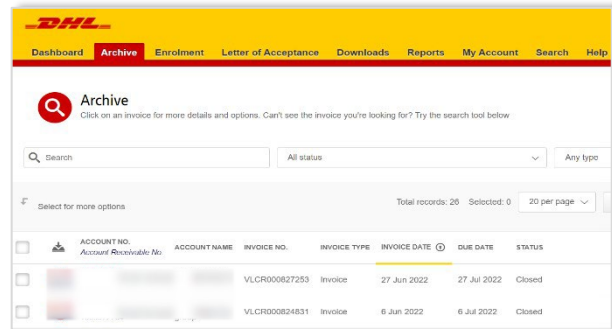 DHL
Dashboard Archive Enrolment Letter of Acceptance Downloads Reports My Account Search Help
Archive
Click on an invoice for more details and options. Can't see the invoice you're looking for? Try the search tool below
Search All status Any type
Select for more options Total records: 26 Selected: 0 20 per page
ACCOUNT NO. ACCOUNT NAME INVOICE NO. INVOICE TYPE INVOICE DATE DUE DATE STATUS
Account Receivable No
VLCR000827253 Invoice 27 Jun 2022 27 Jul 2022 Closed
VLCR000824831 Invoice 6 Jun 2022 6 Jul 2022 Closed